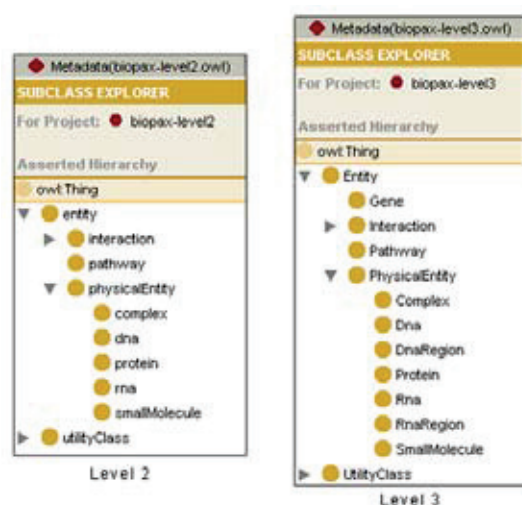 Metadata(biopax-level2.owl)
SUBCLASS EXPLORER
For Project: biopax-level2
Asserted Hierarchy
owl:Thing
entity
interaction
pathway
physicalEntity
complex
dna
protein
rna
smallMolecule
utilityClass
Level 2
Metadata(biopax-level3.owl)
SUBCLASS EXPLORER
For Project: biopax-level3
Asserted Hierarchy
owl:Thing
Entity
Gene
Interaction
Pathway
PhysicalEntity
Complex
Dna
DnaRegion
Protein
Rna
RnaRegion
SmallMolecule
UtilityClass
Level 3